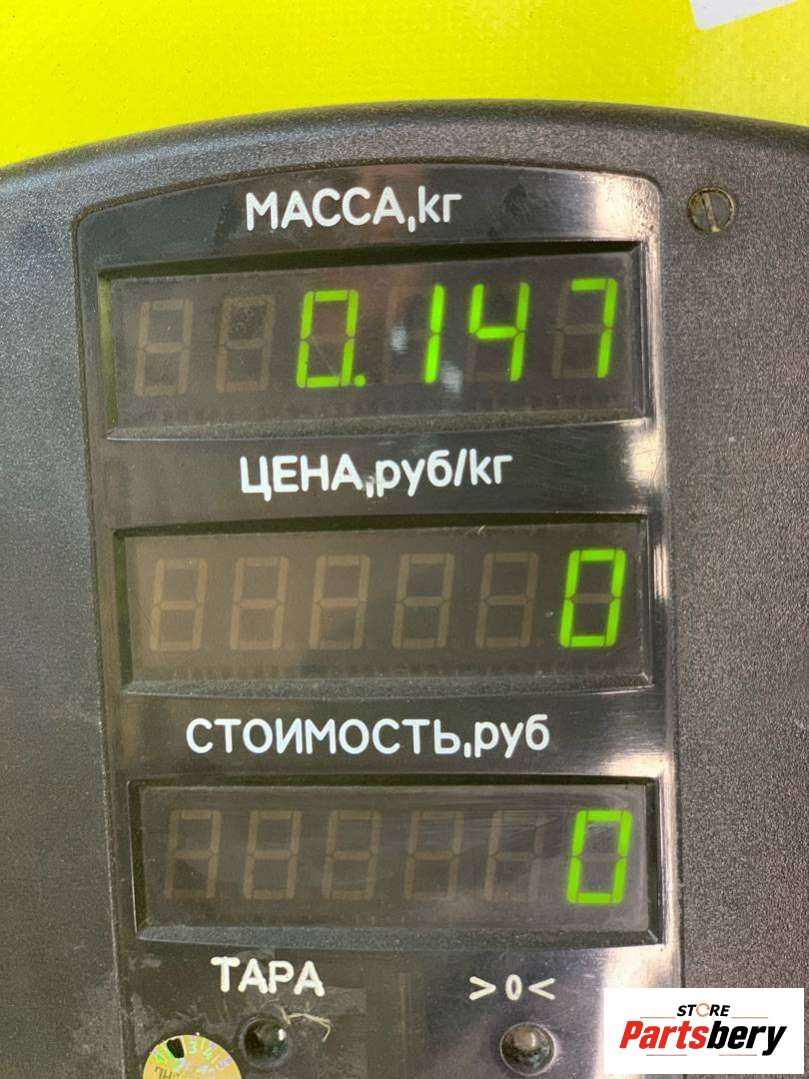 МАССА,кг
0.147
ЦЕНА,руб/кг
0
СТОИМОСТЬ,руб
0
ТАРА >0<
STORE
Partsbery